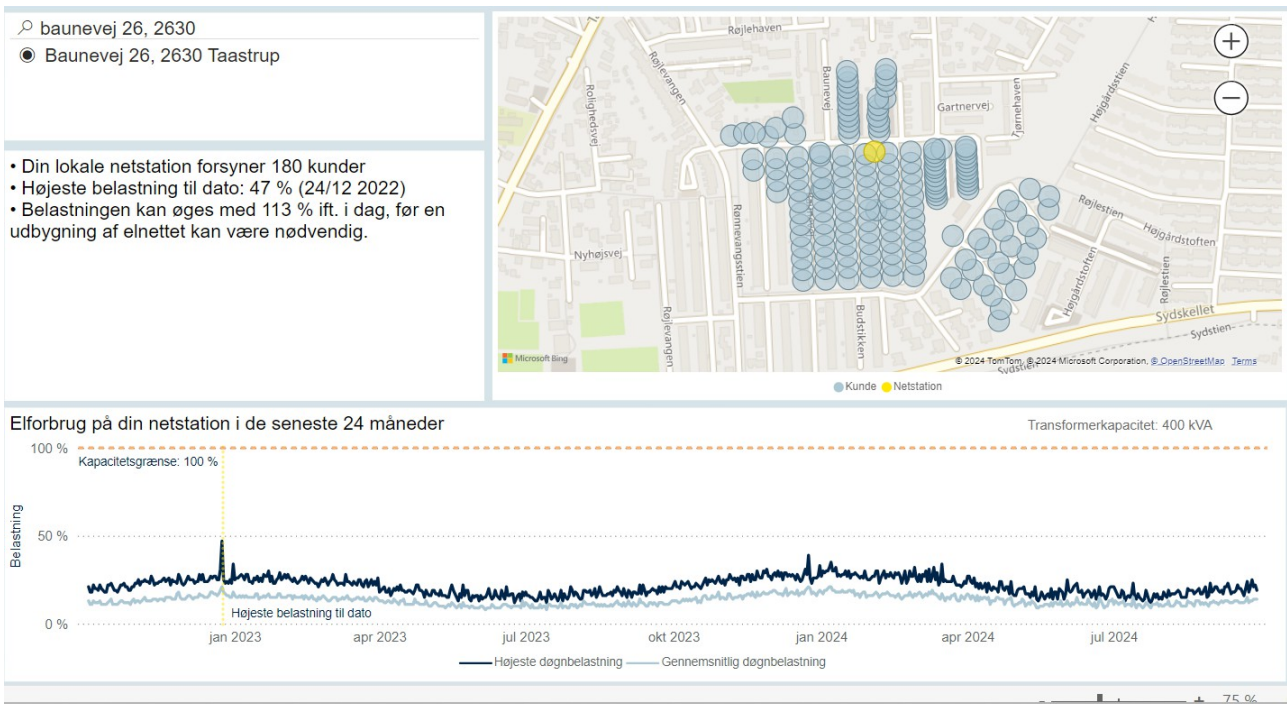 baunevej 26, 2630
Baunevej 26, 2630 Taastrup
• Din lokale netstation forsyner 180 kunder
• Højeste belastning til dato: 47 % (24/12 2022)
• Belastningen kan øges med 113 % ift. i dag, før en
udbygning af elnettet kan være nødvendig.
Røjlehaven
Røjlevangen
Baunevej
Rolighedsvej
Gartnervej
Tjørnehaven
Højgårdsstien
Rønnevangsstien
Nyhøjsvej
Røjlestien
Højgårdstoften
Højgårdstoften
Røjlestien
Røjlevangen
Budstikken
Sydskellet
Sydstien
Sydstien
Microsoft Bing
© 2024 TomTom, © 2024 Microsoft Corporation, © OpenStreetMap Terms
Kunde Netstation
Elforbrug på din netstation i de seneste 24 måneder
Transformerkapacitet: 400 kVA
100 %
Kapacitetsgrænse: 100 %
Belastning
50 %
0 %
Højeste belastning til dato
jan 2023 apr 2023 jul 2023 okt 2023 jan 2024 apr 2024 jul 2024
Højeste døgnbelastning Gennemsnitlig døgnbelastning
- + 75 %